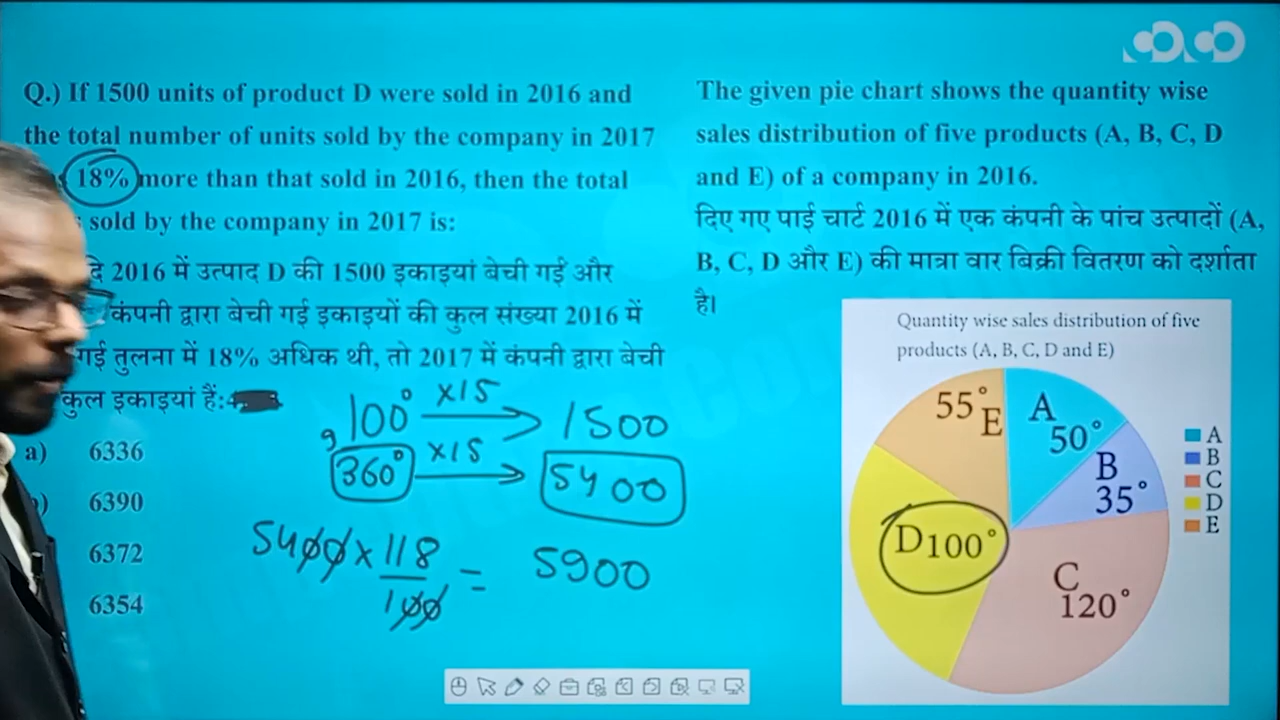 Q.) If 1500 units of product D were sold in 2016 and
the total number of units sold by the company in 2017
18% more than that sold in 2016, then the total
sold by the company in 2017 is:
2016 में उत्पाद D की 1500 इकाइयां बेची गई और
कंपनी द्वारा बेची गई इकाइयों की कुल संख्या 2016 में
गई तुलना में 18% अधिक थी, तो 2017 में कंपनी द्वारा बेची
कुल इकाइयां हैं:
a) 6336
6390
6372
6354
100° ×15 1500
360° ×15 5400
5400 × 118/100 = 5900
The given pie chart shows the quantity wise
sales distribution of five products (A, B, C, D
and E) of a company in 2016.
दिए गए पाई चार्ट 2016 में एक कंपनी के पांच उत्पादों (A,
B, C, D और E) की मात्रा वार बिक्री वितरण को दर्शाता
है।
Quantity wise sales distribution of five
products (A, B, C, D and E)
55° E
A 50°
B 35°
D100°
C 120°
A
B
C
D
E